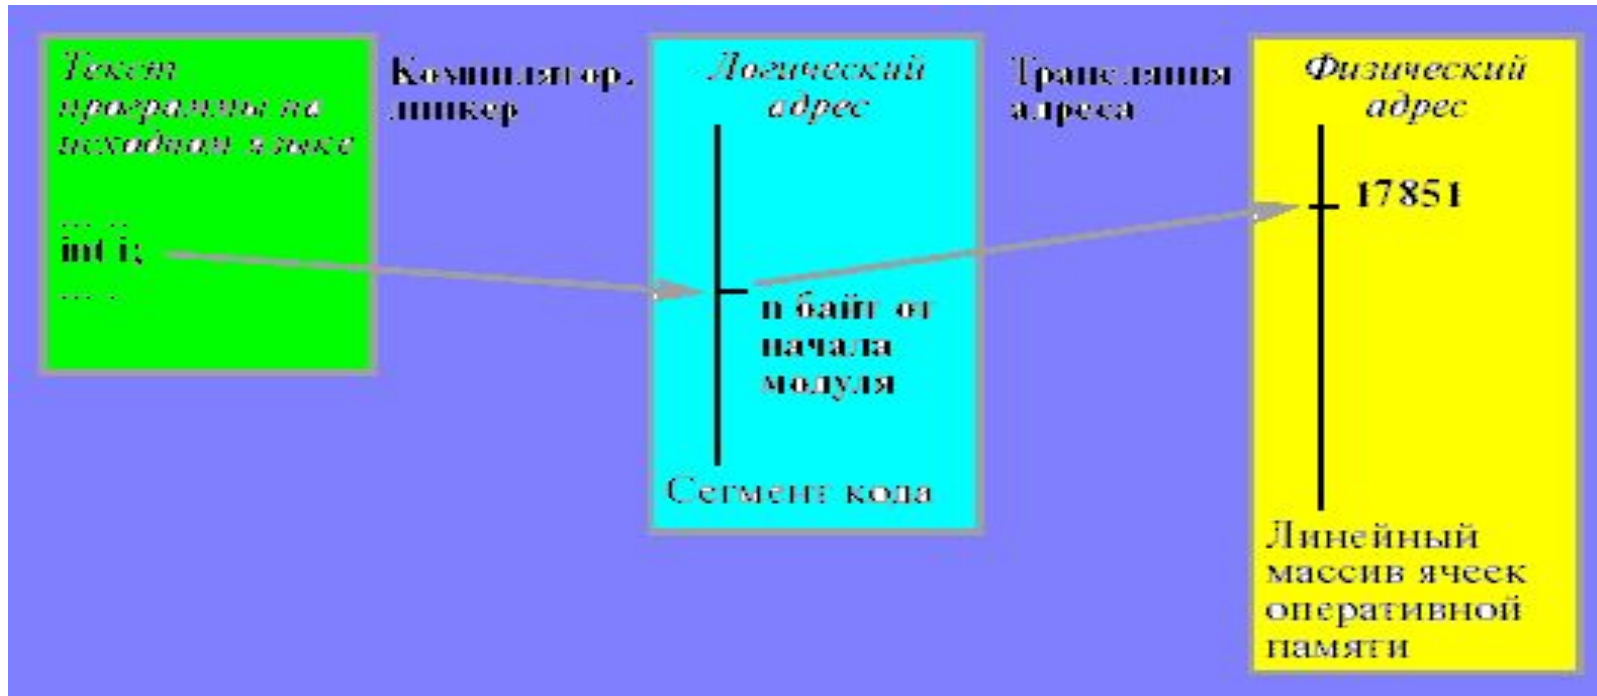 Текст
программы на
исходном языке
... ..
int i;
... .
Компилятор,
линкер
Логический
адрес
n байт от
начала
модуля
Сегмент кода
Трансляция
адреса
Физический
адрес
17851
Линейный
массив ячеек
оперативной
памяти